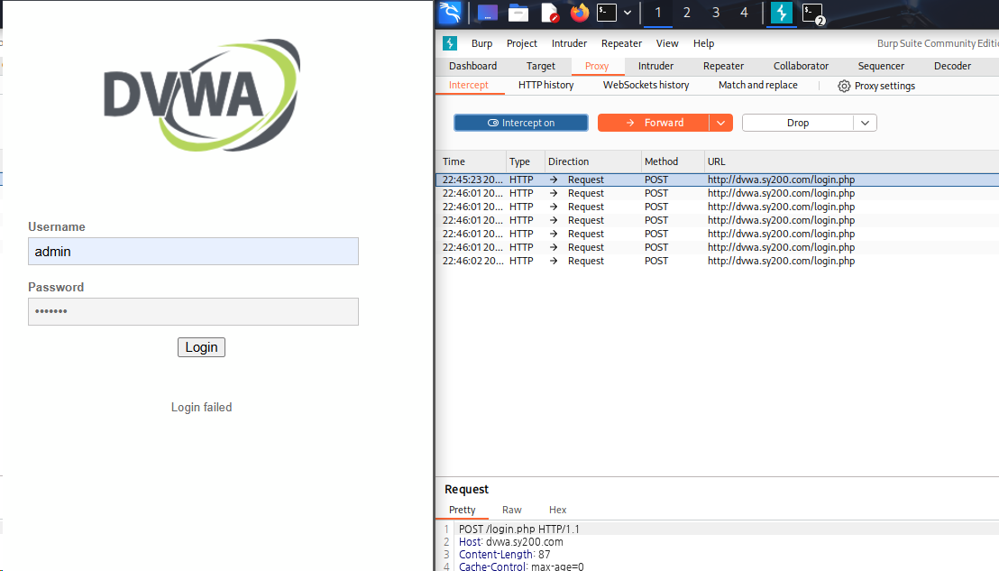 DVWA
Username
admin
Password
•••••••
Login
Login failed
1 2 3 4
2
Burp Project Intruder Repeater View Help Burp Suite Community Editio
Dashboard Target Proxy Intruder Repeater Collaborator Sequencer Decoder
Intercept HTTP history WebSockets history Match and replace Proxy settings
Intercept on Forward Drop
Time Type Direction Method URL
22:45:23 20... HTTP → Request POST http://dvwa.sy200.com/login.php
22:46:01 20... HTTP → Request POST http://dvwa.sy200.com/login.php
22:46:01 20... HTTP → Request POST http://dvwa.sy200.com/login.php
22:46:01 20... HTTP → Request POST http://dvwa.sy200.com/login.php
22:46:01 20... HTTP → Request POST http://dvwa.sy200.com/login.php
22:46:01 20... HTTP → Request POST http://dvwa.sy200.com/login.php
22:46:02 20... HTTP → Request POST http://dvwa.sy200.com/login.php
Request
Pretty Raw Hex
1 POST /login.php HTTP/1.1
2 Host: dvwa.sy200.com
3 Content-Length: 87
4 Cache-Control: max-age=0